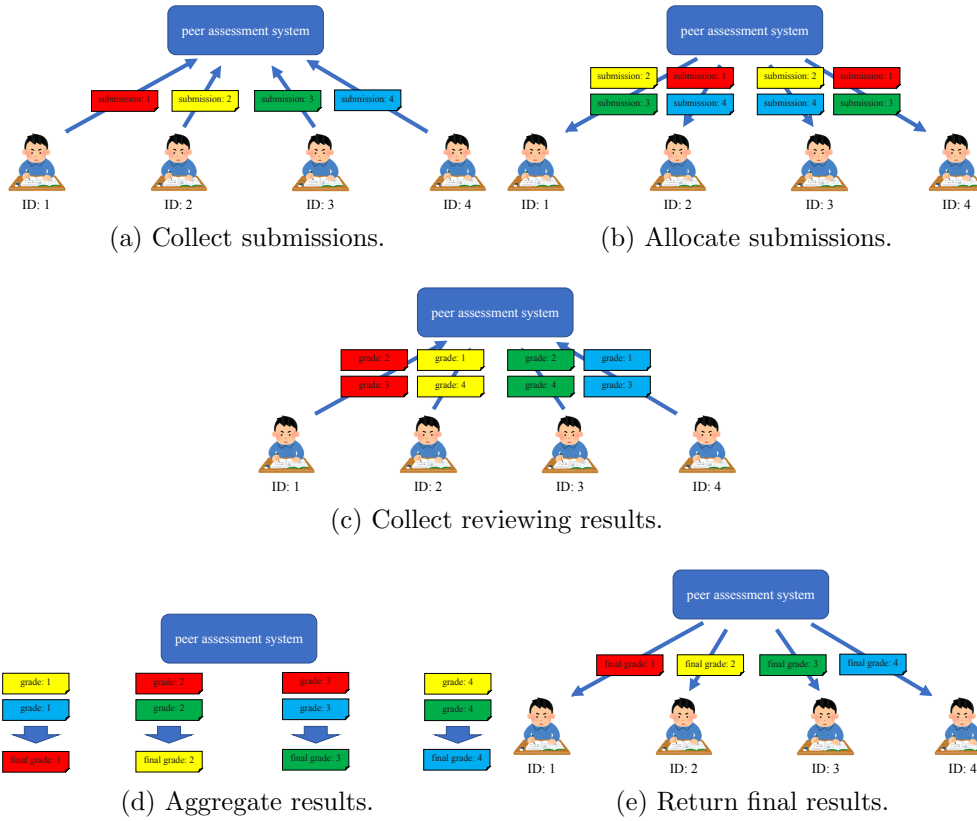 peer assessment system
submission: 1
submission: 2
submission: 3
submission: 4
ID: 1
ID: 2
ID: 3
ID: 4
(a) Collect submissions.
peer assessment system
submission: 2
submission: 1
submission: 2
submission: 1
submission: 3
submission: 4
submission: 4
submission: 3
ID: 1
ID: 2
ID: 3
ID: 4
(b) Allocate submissions.
peer assessment system
grade: 2
grade: 1
grade: 2
grade: 1
grade: 3
grade: 4
grade: 4
grade: 3
ID: 1
ID: 2
ID: 3
ID: 4
(c) Collect reviewing results.
peer assessment system
grade: 1
grade: 2
grade: 3
grade: 4
grade: 1
grade: 2
grade: 3
grade: 4
final grade: 1
final grade: 2
final grade: 3
final grade: 4
(d) Aggregate results.
peer assessment system
final grade: 1
final grade: 2
final grade: 3
final grade: 4
ID: 1
ID: 2
ID: 3
ID: 4
(e) Return final results.